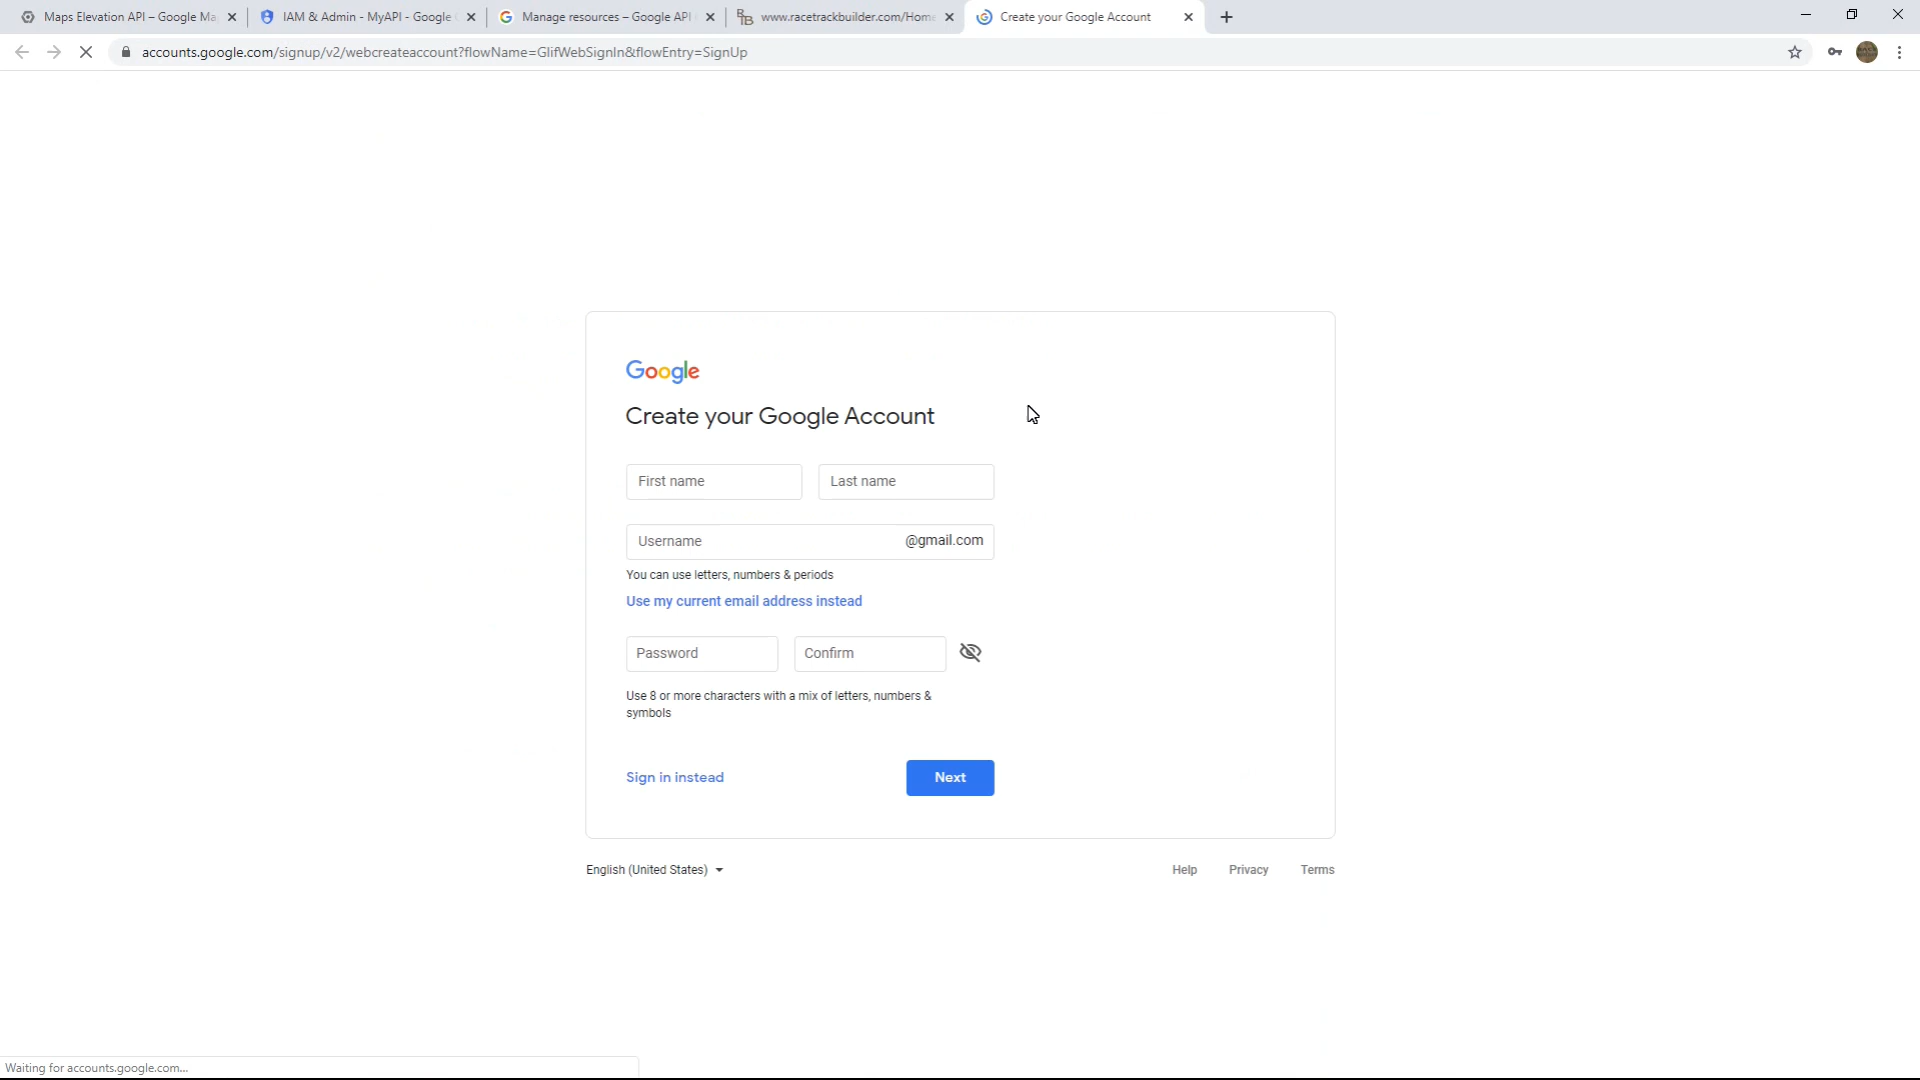 Maps Elevation API – Google Ma
IAM & Admin - MyAPI - Google
Manage resources – Google API
www.racetrackbuilder.com/Home
Create your Google Account
accounts.google.com/signup/v2/webcreateaccount?flowName=GlifWebSignIn&flowEntry=SignUp
Google
Create your Google Account
First name
Last name
Username
@gmail.com
You can use letters, numbers & periods
Use my current email address instead
Password
Confirm
Use 8 or more characters with a mix of letters, numbers &
symbols
Sign in instead
Next
English (United States)
Help
Privacy
Terms
Waiting for accounts.google.com...